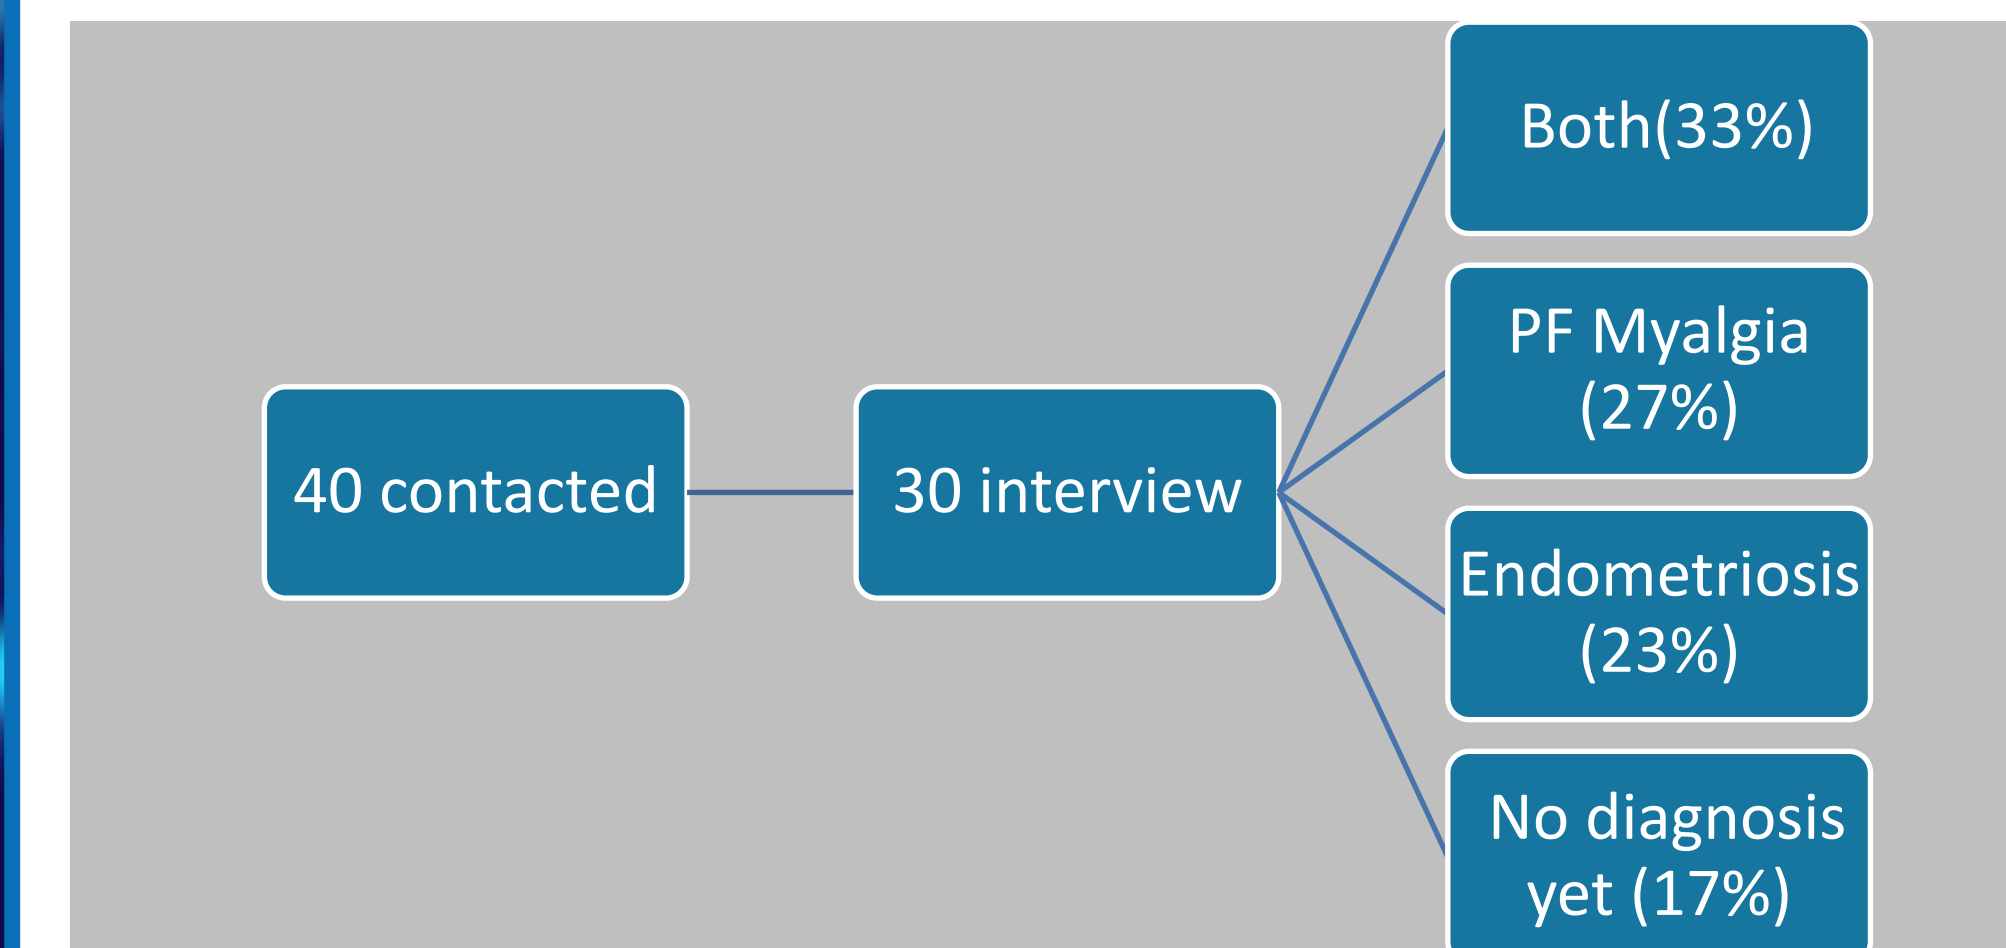 40 contacted
30 interview
Both(33%)
PF Myalgia
(27%)
Endometriosis
(23%)
No diagnosis
yet (17%)